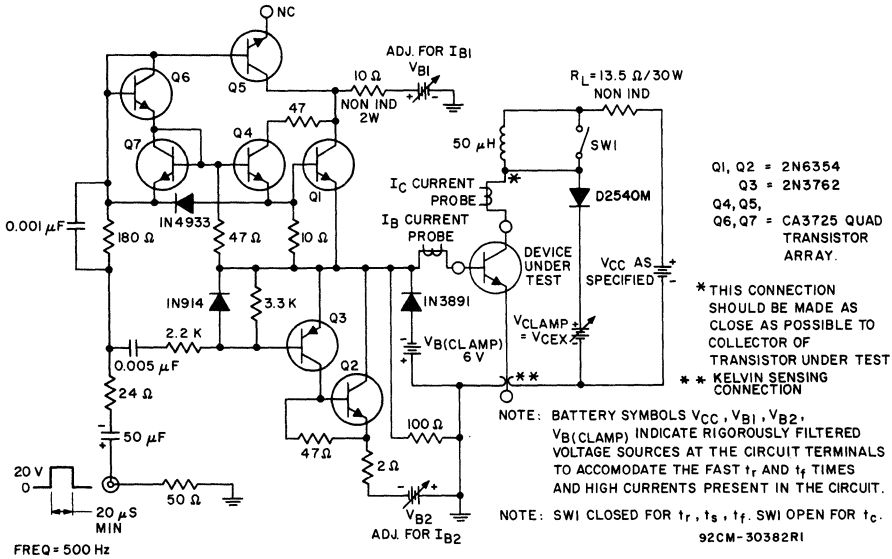 NC
Q6
Q5
ADJ. FOR IB1
VB1
+ -
10 Ω
NON IND
2W
RL = 13.5 Ω/30W
NON IND
47
Q7
Q4
Q1
50 μH
SW1
*
IC CURRENT
PROBE
D2540M
Q1, Q2 = 2N6354
Q3 = 2N3762
Q4, Q5,
Q6, Q7 = CA3725 QUAD
TRANSISTOR
ARRAY.
0.001 μF
180 Ω
IN4933
47 Ω
10 Ω
IB CURRENT
PROBE
DEVICE
UNDER
TEST
VCC AS
SPECIFIED
+
-
IN914
3.3 K
Q3
IN3891
VCLAMP
= VCEX
+
-
-
+
VB(CLAMP)
6 V
* THIS CONNECTION
SHOULD BE MADE AS
CLOSE AS POSSIBLE TO
COLLECTOR OF
TRANSISTOR UNDER TEST
** KELVIN SENSING
CONNECTION
2.2 K
0.005 μF
Q2
**
24 Ω
-
+
50 μF
47 Ω
100 Ω
2 Ω
20 V
0
20 μS
MIN
50 Ω
- +
VB2
ADJ. FOR IB2
FREQ = 500 Hz
NOTE: BATTERY SYMBOLS VCC, VB1, VB2,
VB(CLAMP) INDICATE RIGOROUSLY FILTERED
VOLTAGE SOURCES AT THE CIRCUIT TERMINALS
TO ACCOMODATE THE FAST tr AND tf TIMES
AND HIGH CURRENTS PRESENT IN THE CIRCUIT.
NOTE: SW1 CLOSED FOR tr, ts, tf. SW1 OPEN FOR tc.
92CM-30382R1